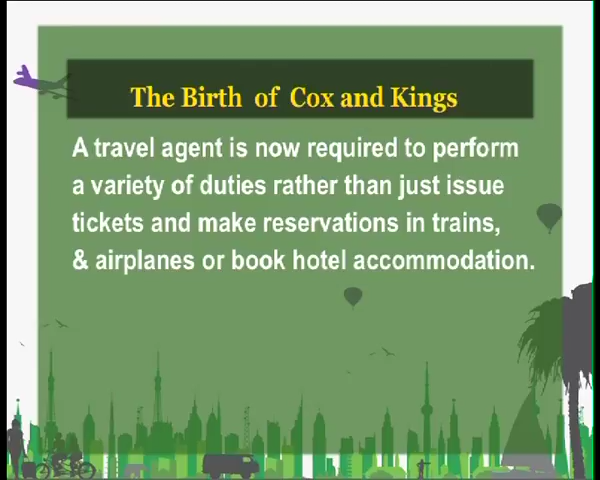 The Birth of Cox and Kings
A travel agent is now required to perform
a variety of duties rather than just issue
tickets and make reservations in trains,
& airplanes or book hotel accommodation.